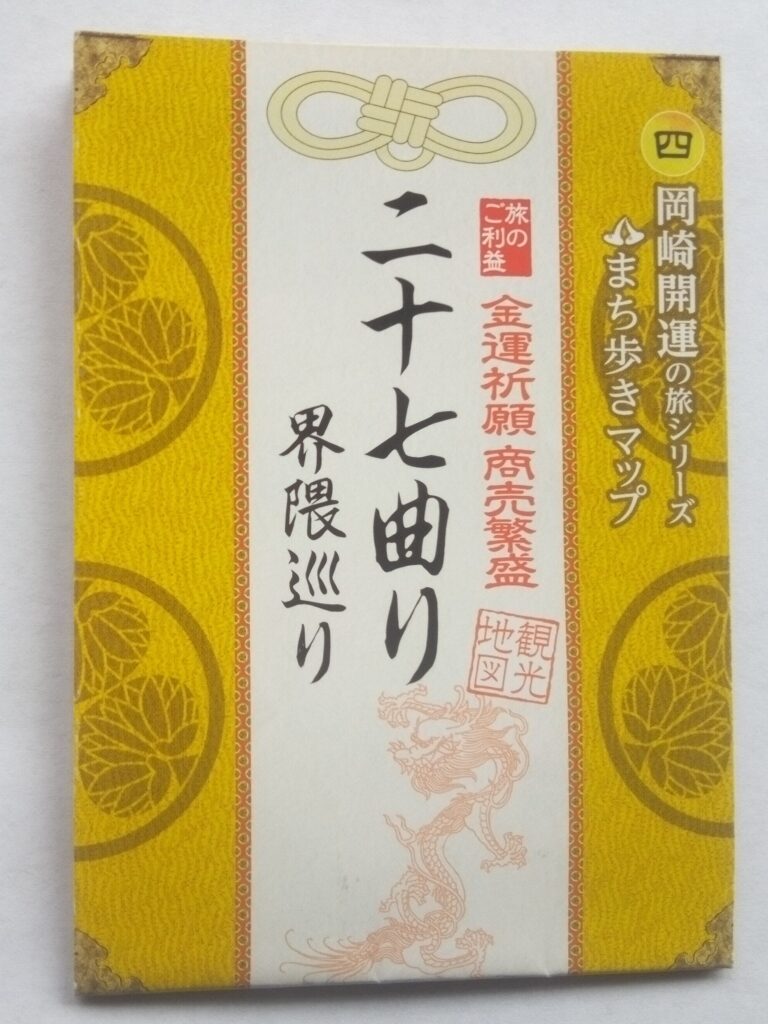 四
岡崎開運の旅シリーズ
まち歩きマップ
旅の
ご利益
金運祈願 商売繁盛
観光
地図
二十七曲り
界隈巡り